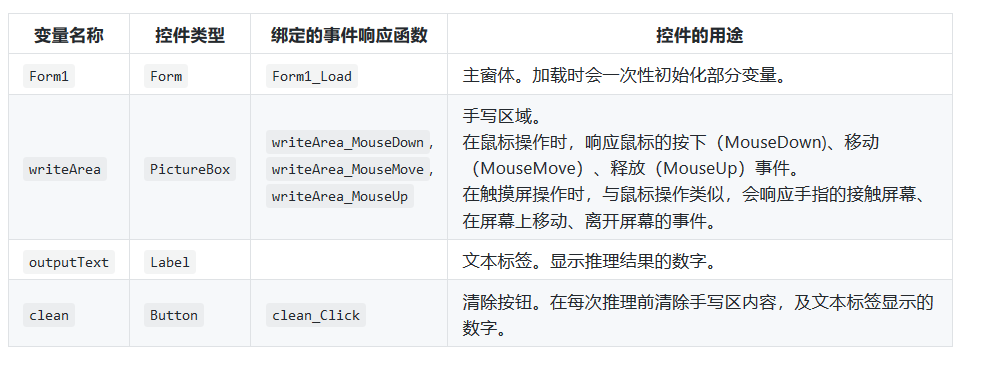 变量名称 控件类型 绑定的事件响应函数 控件的用途
Form1 Form Form1_Load 主窗体。加载时会一次性初始化部分变量。
手写区域。
在鼠标操作时，响应鼠标的按下（MouseDown)、移动
（MouseMove）、释放（MouseUp）事件。
在触摸屏操作时，与鼠标操作类似，会响应手指的接触屏幕、
在屏幕上移动、离开屏幕的事件。
writeArea PictureBox writeArea_MouseDown，
writeArea_MouseMove，
writeArea_MouseUp
outputText Label 文本标签。显示推理结果的数字。
clean Button clean_Click 清除按钮。在每次推理前清除手写区内容，及文本标签显示的
数字。